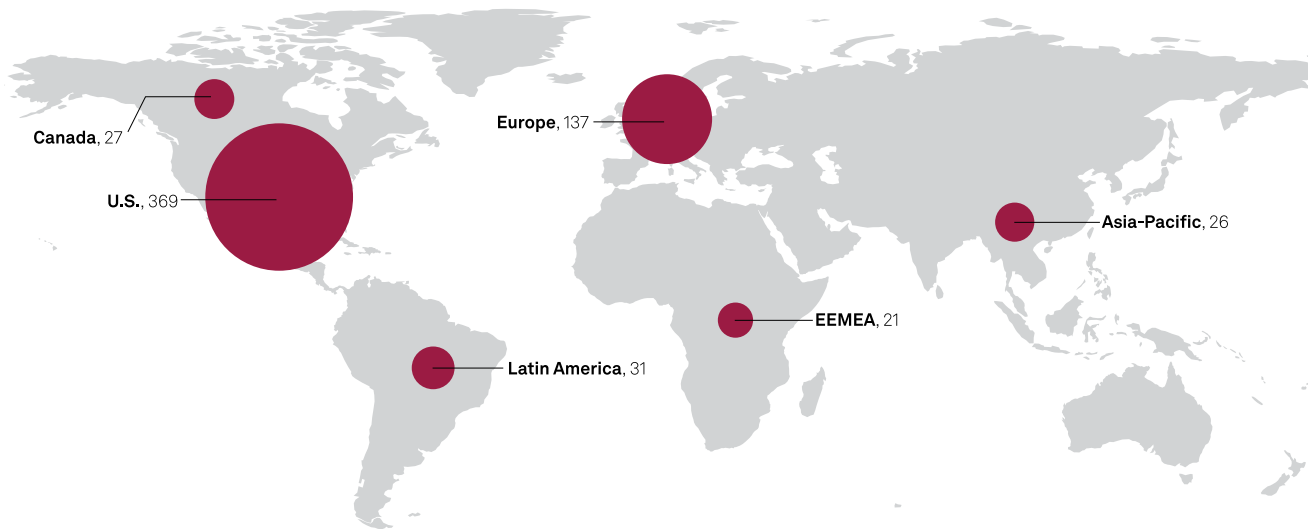 Canada, 27
Europe, 137
U.S., 369
Asia-Pacific, 26
EEMEA, 21
Latin America, 31